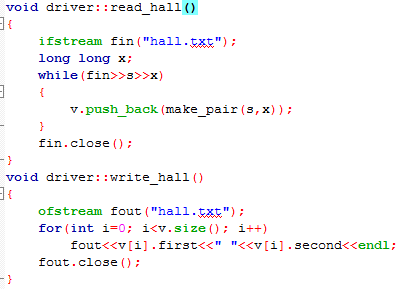 void driver::read_hall()
{
    ifstream fin("hall.txt");
    long long x;
    while(fin>>s>>x)
    {
        v.push_back(make_pair(s,x));
    }
    fin.close();
}
void driver::write_hall()
{
    ofstream fout("hall.txt");
    for(int i=0; i<v.size(); i++)
        fout<<v[i].first<<" "<<v[i].second<<endl;
    fout.close();
}